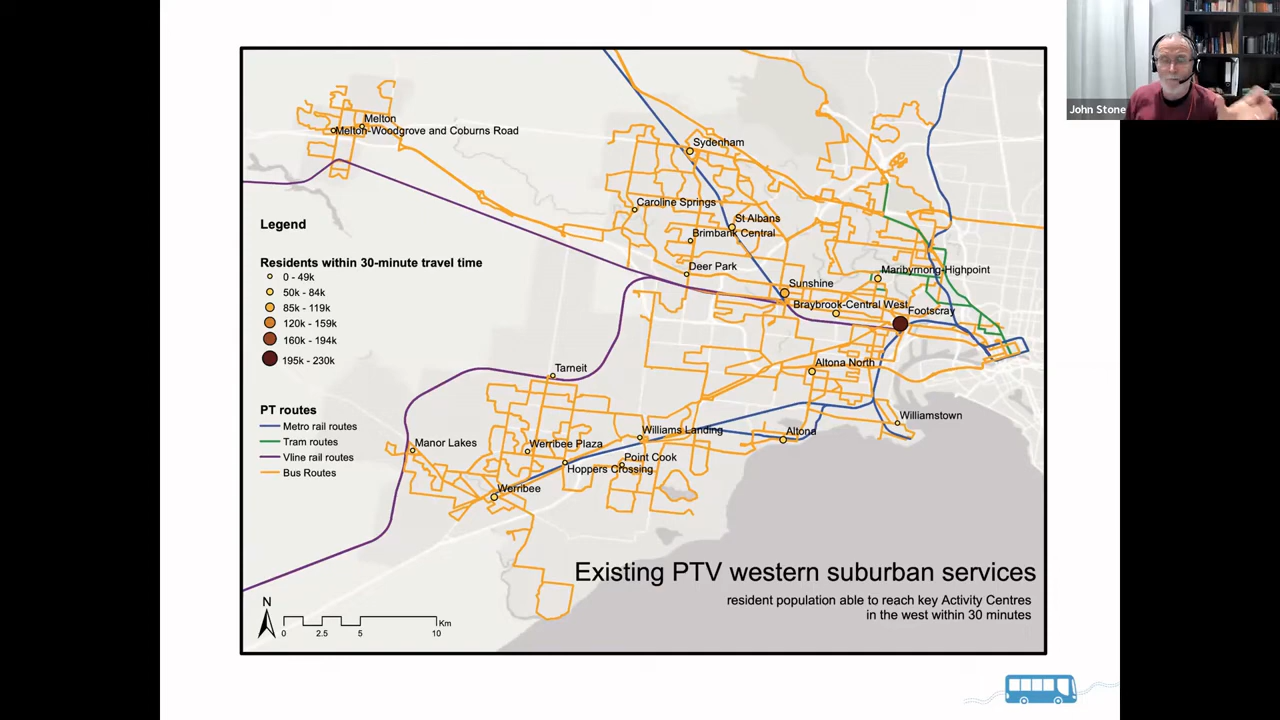 John Stone
Melton
Melton-Woodgrove and Coburns Road
Sydenham
Caroline Springs
St Albans
Brimbank Central
Deer Park
Maribyrnong-Highpoint
Sunshine
Braybrook-Central West
Footscray
Altona North
Tarneit
Williamstown
Williams Landing
Altona
Manor Lakes
Werribee Plaza
Point Cook
Hoppers Crossing
Werribee
Legend
Residents within 30-minute travel time
0 - 49k
50k - 84k
85k - 119k
120k - 159k
160k - 194k
195k - 230k
PT routes
Metro rail routes
Tram routes
Vline rail routes
Bus Routes
Existing PTV western suburban services
resident population able to reach key Activity Centres
in the west within 30 minutes
N
0 2.5 5 10 Km